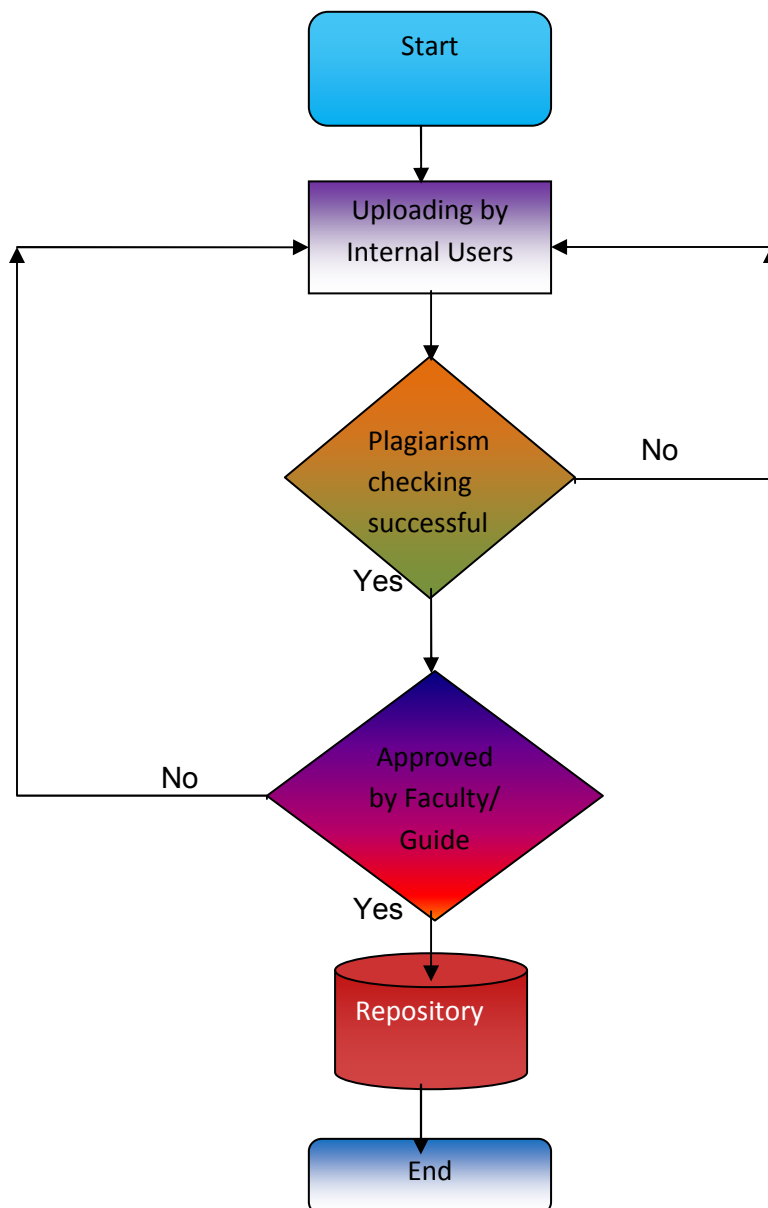 Start
Uploading by
Internal Users
Plagiarism
checking
successful
No
Yes
Approved
by Faculty/
Guide
No
Yes
Repository
End